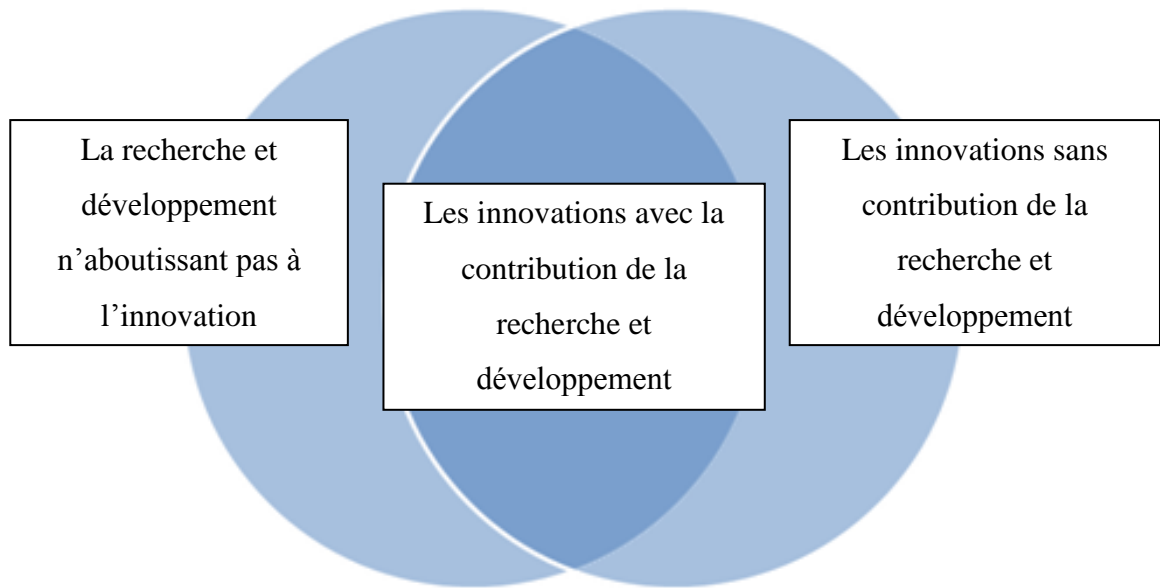 La recherche et
développement
n’aboutissant pas à
l’innovation
Les innovations avec la
contribution de la
recherche et
développement
Les innovations sans
contribution de la
recherche et
développement